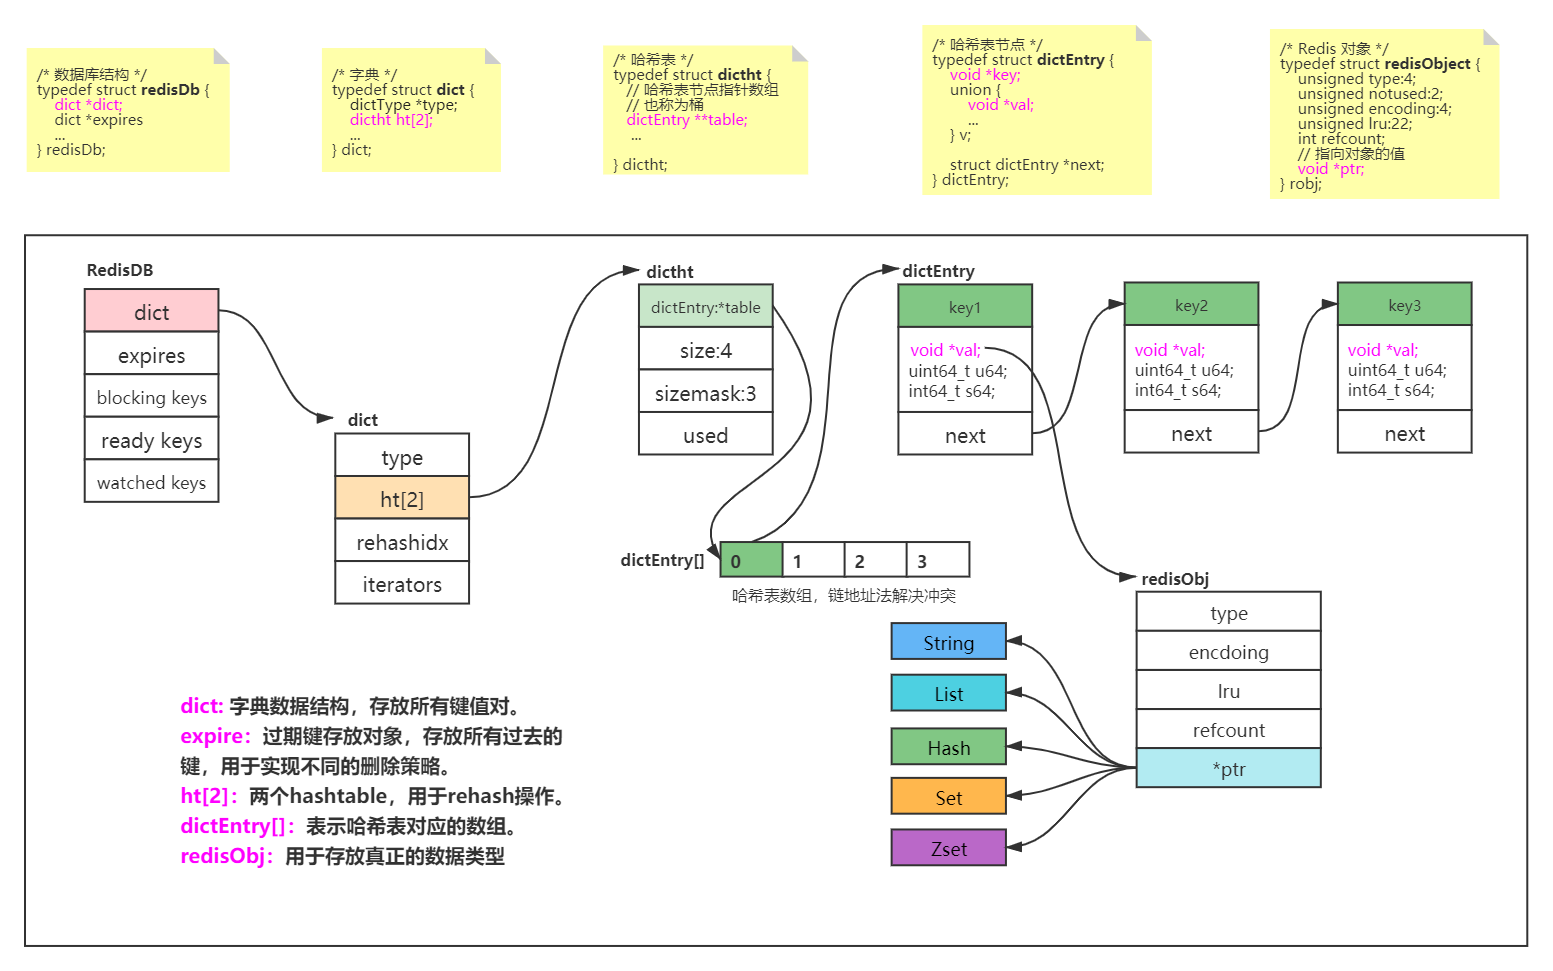 /* 数据库结构 */
typedef struct redisDb {
dict *dict;
dict *expires
...
} redisDb;
/* 字典 */
typedef struct dict {
dictType *type;
dictht ht[2];
...
} dict;
/* 哈希表 */
typedef struct dictht {
// 哈希表节点指针数组
// 也称为桶
dictEntry **table;
...
} dictht;
/* 哈希表节点 */
typedef struct dictEntry {
void *key;
union {
void *val;
...
} v;
struct dictEntry *next;
} dictEntry;
/* Redis 对象 */
typedef struct redisObject {
unsigned type:4;
unsigned notused:2;
unsigned encoding:4;
unsigned lru:22;
int refcount;
// 指向对象的值
void *ptr;
} robj;
RedisDB
dict
expires
blocking keys
ready keys
watched keys
dict
type
ht[2]
rehashidx
iterators
dictht
dictEntry:*table
size:4
sizemask:3
used
dictEntry[]
0 1 2 3
哈希表数组，链地址法解决冲突
dictEntry
key1
void *val;
uint64_t u64;
int64_t s64;
next
key2
void *val;
uint64_t u64;
int64_t s64;
next
key3
void *val;
uint64_t u64;
int64_t s64;
next
redisObj
type
encdoing
lru
refcount
*ptr
String
List
Hash
Set
Zset
dict: 字典数据结构，存放所有键值对。
expire：过期键存放对象，存放所有过去的
键，用于实现不同的删除策略。
ht[2]：两个hashtable，用于rehash操作。
dictEntry[]：表示哈希表对应的数组。
redisObj：用于存放真正的数据类型